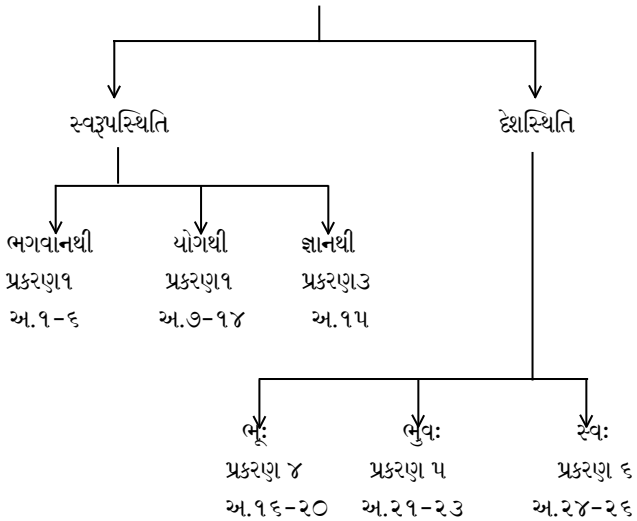 સ્વરૂપસ્થિતિ દેશસ્થિતિ
ભગવાનથી યોગથી જ્ઞાનથી
પ્રકરણ૧ પ્રકરણ૧ પ્રકરણ૩
અ.૧-૬ અ.૭-૧૪ અ.૧૫
ભૂઃ ભુવઃ સ્વઃ
પ્રકરણ ૪ પ્રકરણ ૫ પ્રકરણ ૬
અ.૧૬-૨૦ અ.૨૧-૨૩ અ.૨૪-૨૬